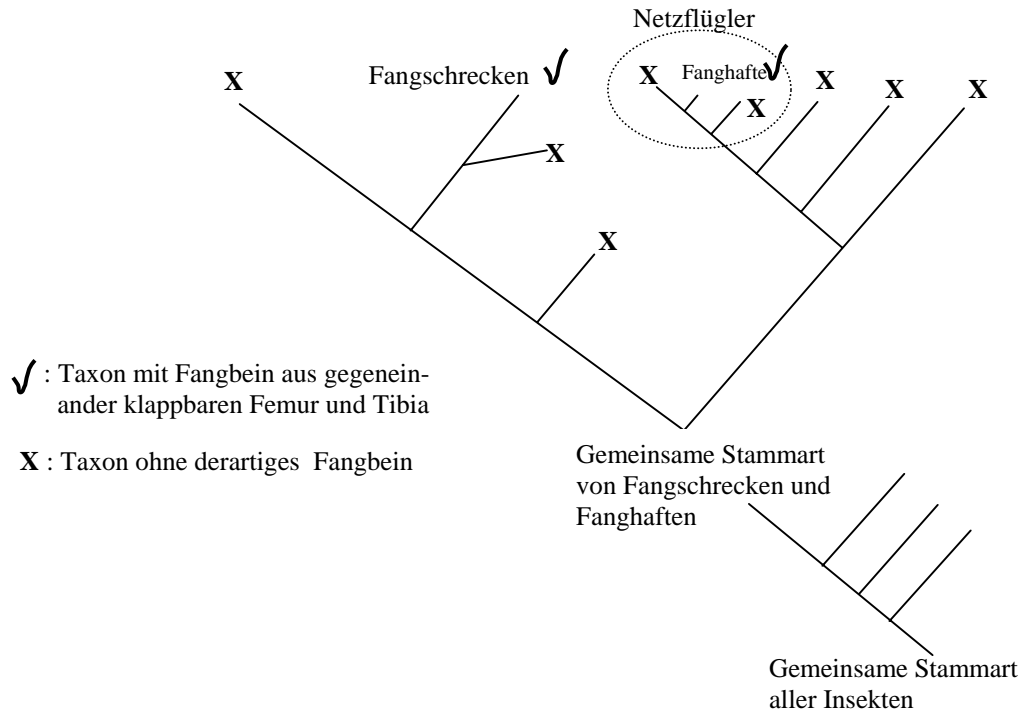 Netzflügler
X
Fangschrecken √
X
Fanghafte √
X
X
X
X
X
X
√ : Taxon mit Fangbein aus gegenein-
ander klappbaren Femur und Tibia
X : Taxon ohne derartiges Fangbein
Gemeinsame Stammart
von Fangschrecken und
Fanghaften
Gemeinsame Stammart
aller Insekten